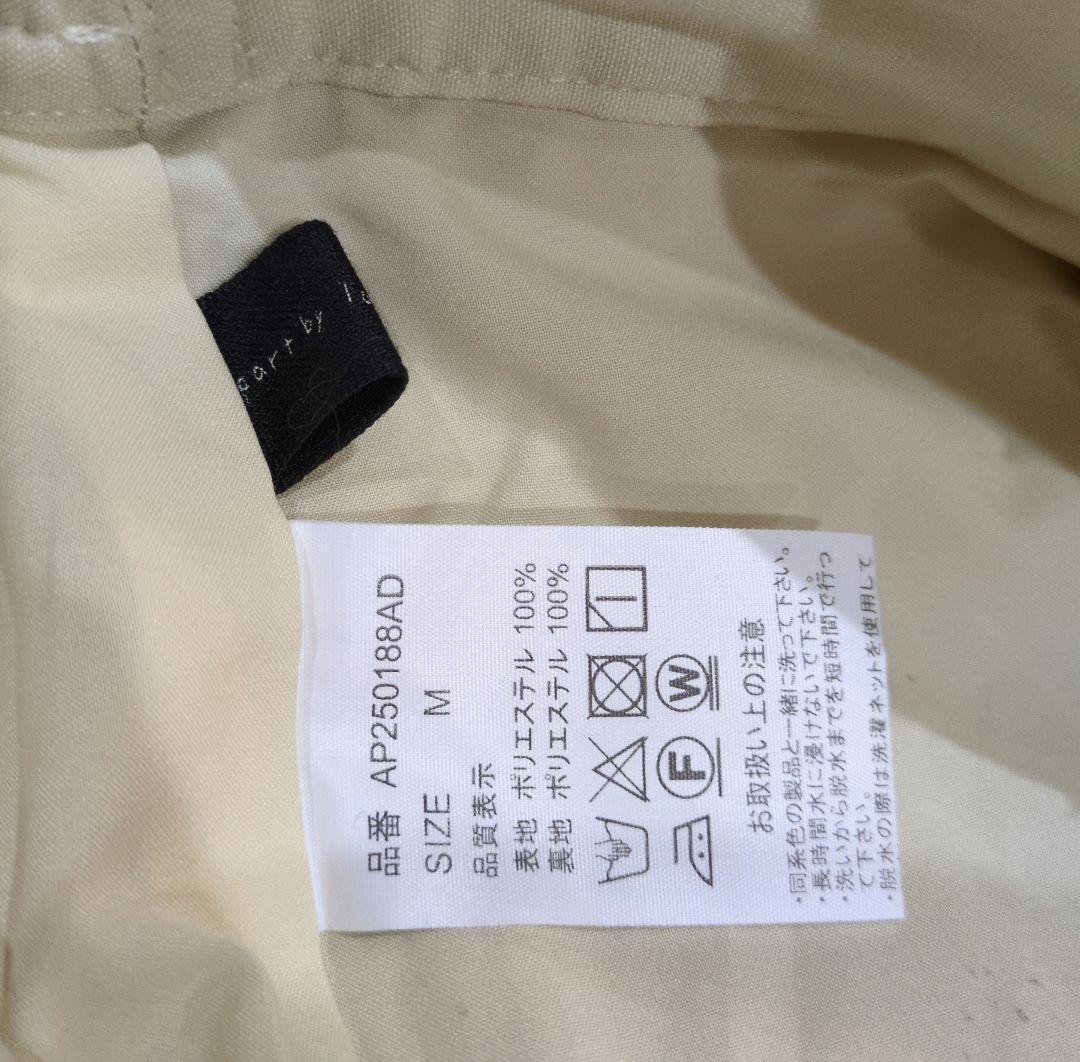 by
品番 AP250188AD
SIZE M
品質表示
表地 ポリエステル 100%
裏地 ポリエステル 100%
W
F
お取扱い上の注意
・同系色の製品と一緒に洗って下さい。
・長時間水に浸けないで下さい。
・洗いから脱水までを短時間で行っ
て下さい。
・脱水の際は洗濯ネットを使用して